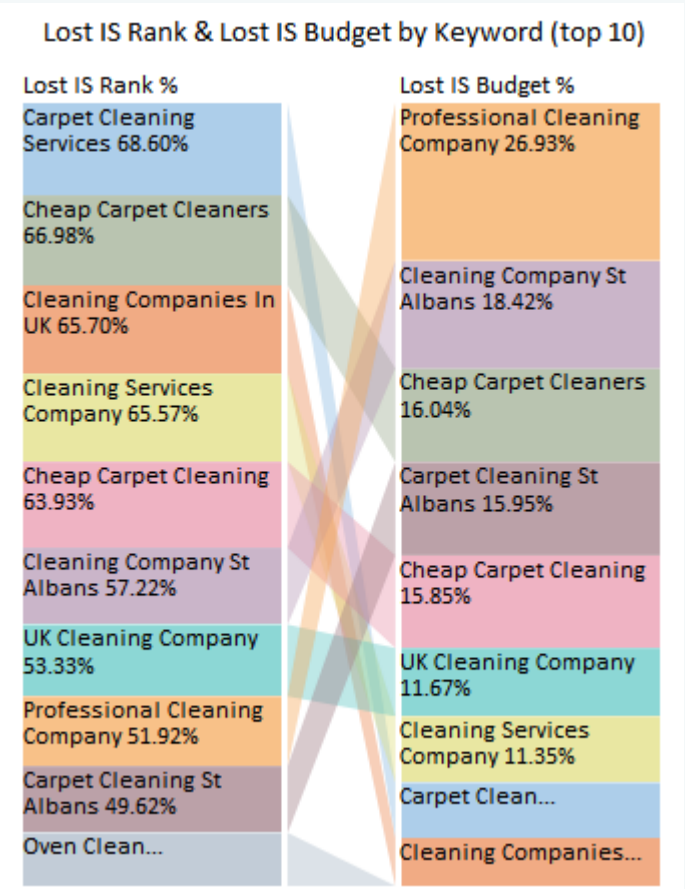 Lost IS Rank & Lost IS Budget by Keyword (top 10)
Lost IS Rank %
Carpet Cleaning
Services 68.60%
Cheap Carpet Cleaners
66.98%
Cleaning Companies In
UK 65.70%
Cleaning Services
Company 65.57%
Cheap Carpet Cleaning
63.93%
Cleaning Company St
Albans 57.22%
UK Cleaning Company
53.33%
Professional Cleaning
Company 51.92%
Carpet Cleaning St
Albans 49.62%
Oven Clean...
Lost IS Budget %
Professional Cleaning
Company 26.93%
Cleaning Company St
Albans 18.42%
Cheap Carpet Cleaners
16.04%
Carpet Cleaning St
Albans 15.95%
Cheap Carpet Cleaning
15.85%
UK Cleaning Company
11.67%
Cleaning Services
Company 11.35%
Carpet Clean...
Cleaning Companies...